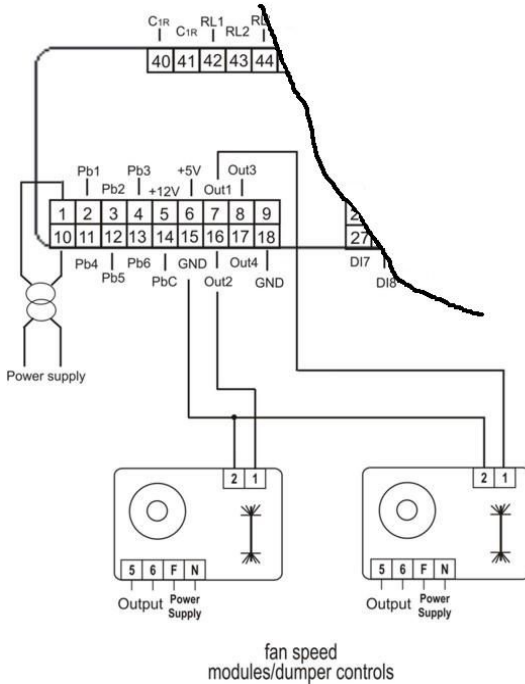 C1R C1R RL1 RL2 RL
40 41 42 43 44
Pb1 Pb3 +5V Out3
Pb2 +12V Out1
1 2 3 4 5 6 7 8 9
10 11 12 13 14 15 16 17 18
2
27
Pb4 Pb6 GND Out4
Pb5 PbC Out2 GND
DI7
DI8
Power supply
2 1
2 1
5 6 F N
5 6 F N
Output Power Supply
Output Power Supply
fan speed
modules/dumper controls